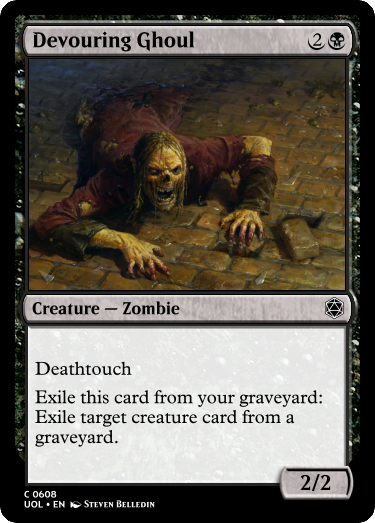 Devouring Ghoul 2
Creature — Zombie
Deathtouch
Exile this card from your graveyard:
Exile target creature card from a
graveyard.
2/2
C 0608
UOL • EN Steven Belledin